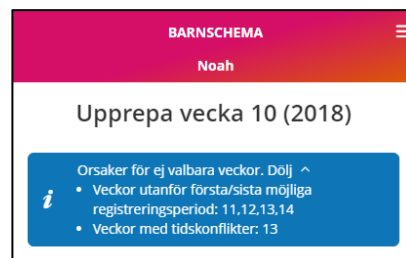 BARNSCHEMA
Noah
Upprepa vecka 10 (2018)
Orsaker för ej valbara veckor. Dölj
• Veckor utanför första/sista möjliga
registreringsperiod: 11,12,13,14
• Veckor med tidskonflikter: 13